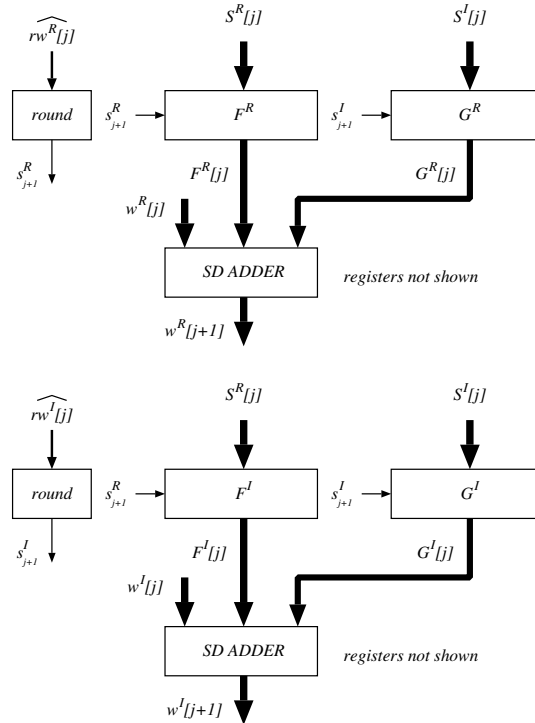 S^R[j] S^I[j]
rw^R[j]
round s^R_{j+1} F^R s^I_{j+1} G^R
s^R_{j+1} F^R[j] G^R[j]
w^R[j]
SD ADDER registers not shown
w^R[j+1]
S^R[j] S^I[j]
rw^I[j]
round s^R_{j+1} F^I s^I_{j+1} G^I
s^I_{j+1} F^I[j] G^I[j]
w^I[j]
SD ADDER registers not shown
w^I[j+1]